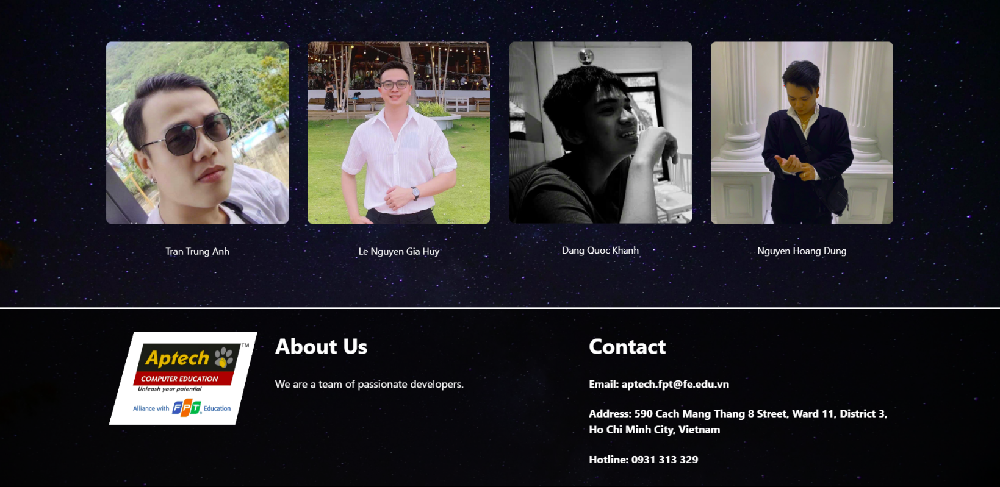 Tran Trung Anh
Le Nguyen Gia Huy
Dang Quoc Khanh
Nguyen Hoang Dung
Aptech TM
COMPUTER EDUCATION
Unleash your potential
Alliance with FPT® Education
About Us
We are a team of passionate developers.
Contact
Email: aptech.fpt@fe.edu.vn
Address: 590 Cach Mang Thang 8 Street, Ward 11, District 3,
Ho Chi Minh City, Vietnam
Hotline: 0931 313 329